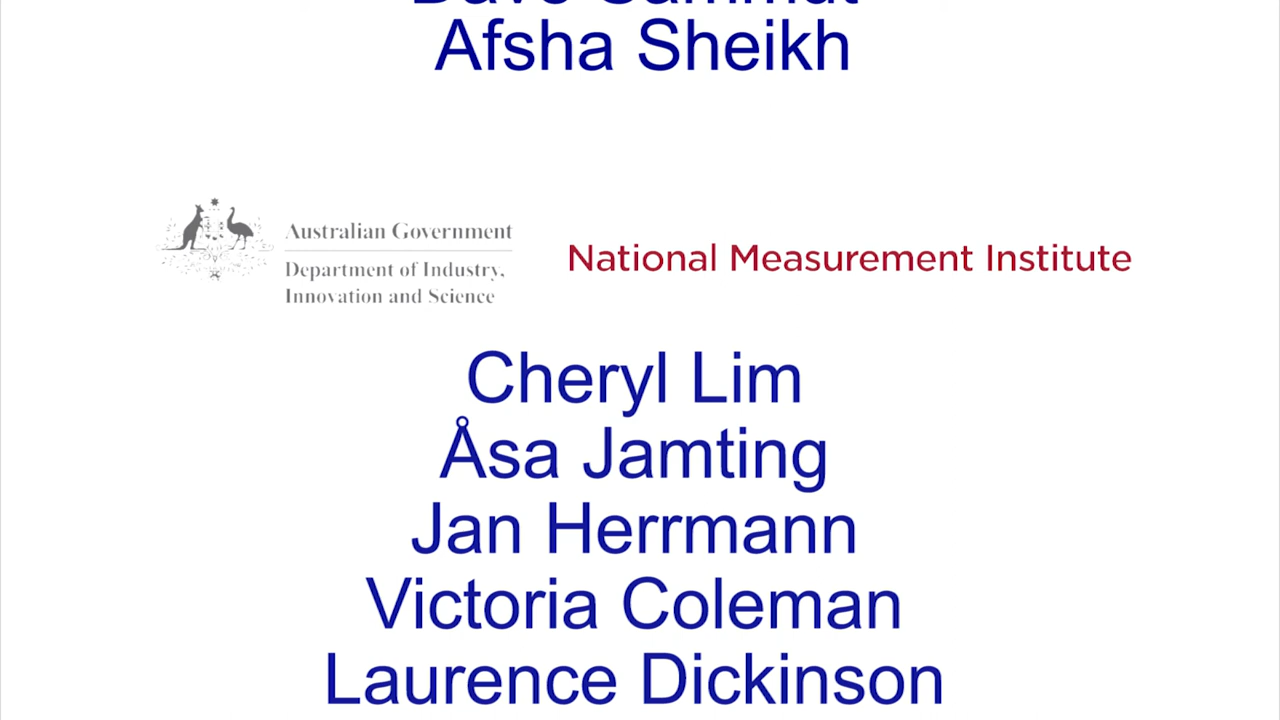 Afsha Sheikh
Australian Government
Department of Industry,
Innovation and Science
National Measurement Institute
Cheryl Lim
Åsa Jamting
Jan Herrmann
Victoria Coleman
Laurence Dickinson